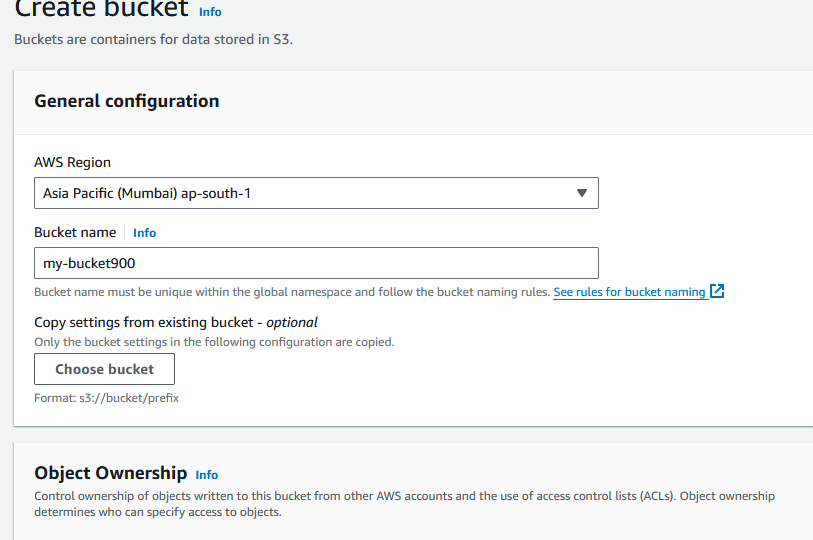 Create bucket Info
Buckets are containers for data stored in S3.
General configuration
AWS Region
Asia Pacific (Mumbai) ap-south-1
Bucket name Info
my-bucket900
Bucket name must be unique within the global namespace and follow the bucket naming rules. See rules for bucket naming
Copy settings from existing bucket - optional
Only the bucket settings in the following configuration are copied.
Choose bucket
Format: s3://bucket/prefix
Object Ownership Info
Control ownership of objects written to this bucket from other AWS accounts and the use of access control lists (ACLs). Object ownership
determines who can specify access to objects.